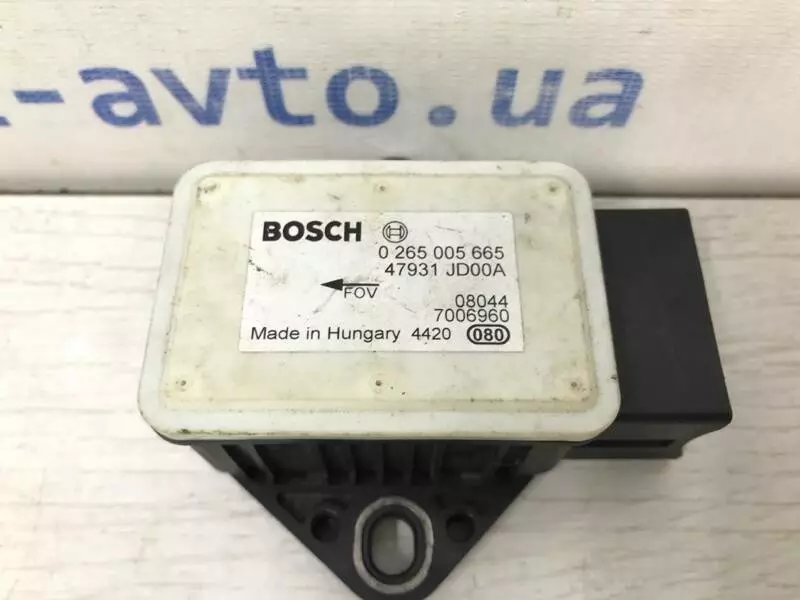 -avto.ua
BOSCH
0 265 005 665
47931 JD00A
FOV
08044
7006960
Made in Hungary 4420 080